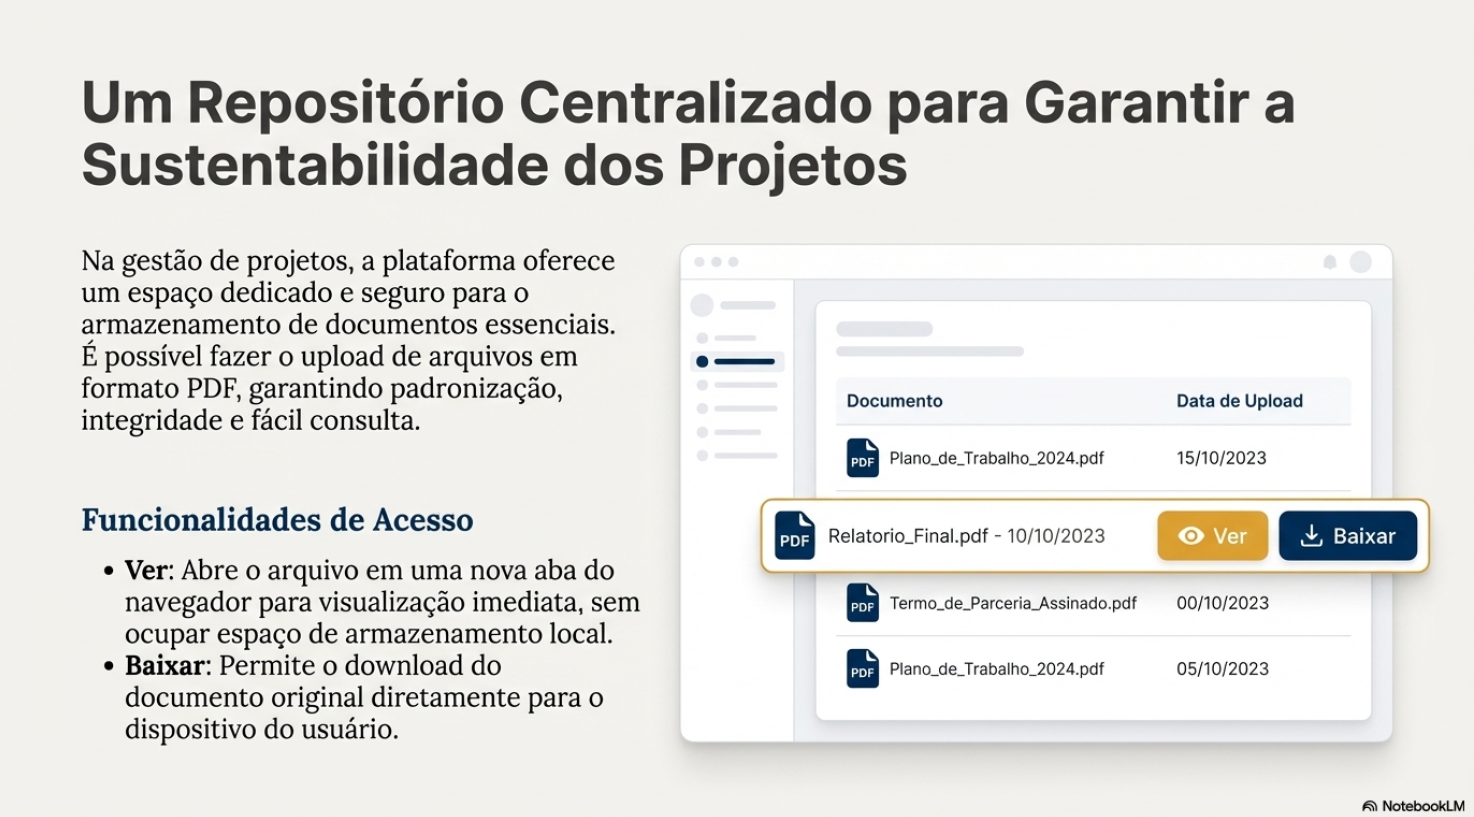 Um Repositório Centralizado para Garantir a
Sustentabilidade dos Projetos
Na gestão de projetos, a plataforma oferece
um espaço dedicado e seguro para o
armazenamento de documentos essenciais.
É possível fazer o upload de arquivos em
formato PDF, garantindo padronização,
integridade e fácil consulta.
Funcionalidades de Acesso
• Ver: Abre o arquivo em uma nova aba do
navegador para visualização imediata, sem
ocupar espaço de armazenamento local.
• Baixar: Permite o download do
documento original diretamente para o
dispositivo do usuário.
Documento Data de Upload
PDF Plano_de_Trabalho_2024.pdf 15/10/2023
PDF Relatorio_Final.pdf - 10/10/2023 Ver Baixar
PDF Termo_de_Parceria_Assinado.pdf 00/10/2023
PDF Plano_de_Trabalho_2024.pdf 05/10/2023
NotebookLM